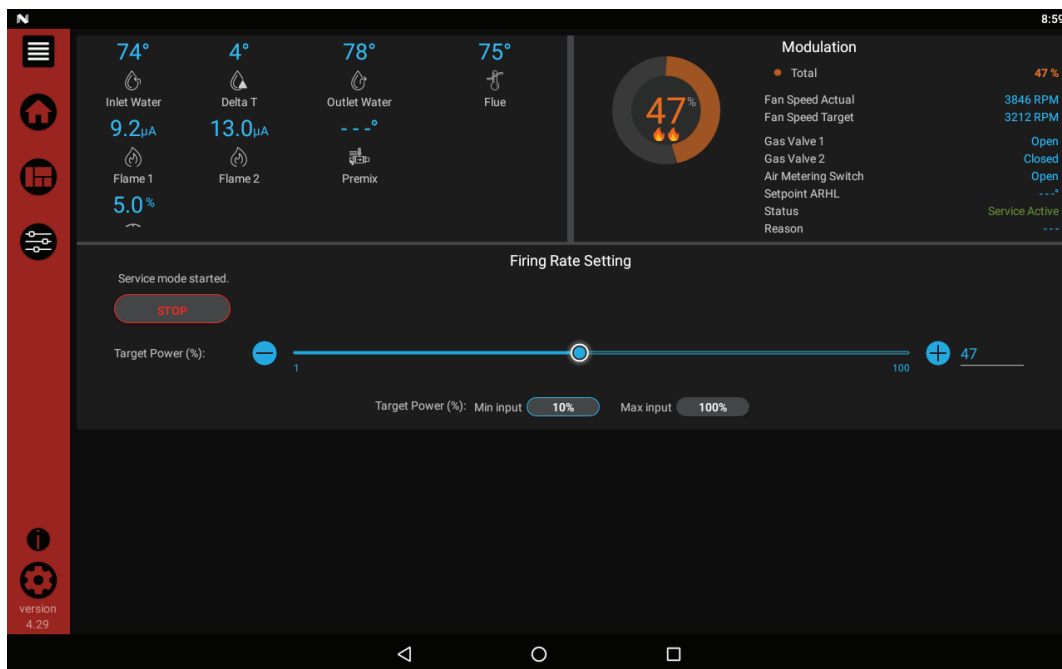 8:59
74° 4° 78° 75°
Inlet Water Delta T Outlet Water Flue
9.2µA 13.0µA - - -°
Flame 1 Flame 2 Premix
5.0 %
Modulation
47%
Total 47 %
Fan Speed Actual 3846 RPM
Fan Speed Target 3212 RPM
Gas Valve 1 Open
Gas Valve 2 Closed
Air Metering Switch Open
Setpoint ARHL - - -°
Status Service Active
Reason - - -
Firing Rate Setting
Service mode started.
STOP
Target Power (%): 47
1 100
Target Power (%): Min input 10% Max input 100%
version
4.29